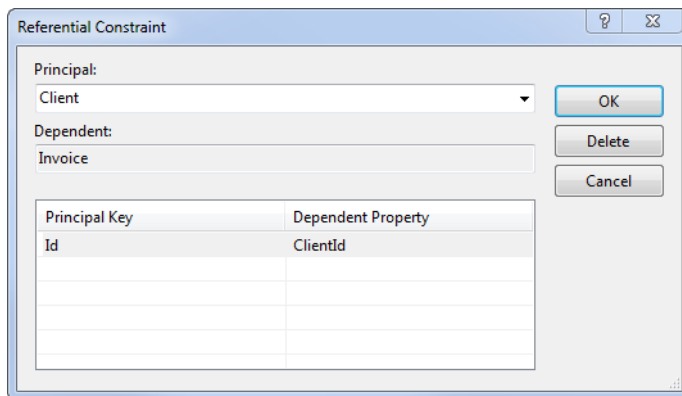 Referential Constraint
Principal:
Client
OK
Dependent:
Delete
Invoice
Cancel
Principal Key Dependent Property
Id ClientId